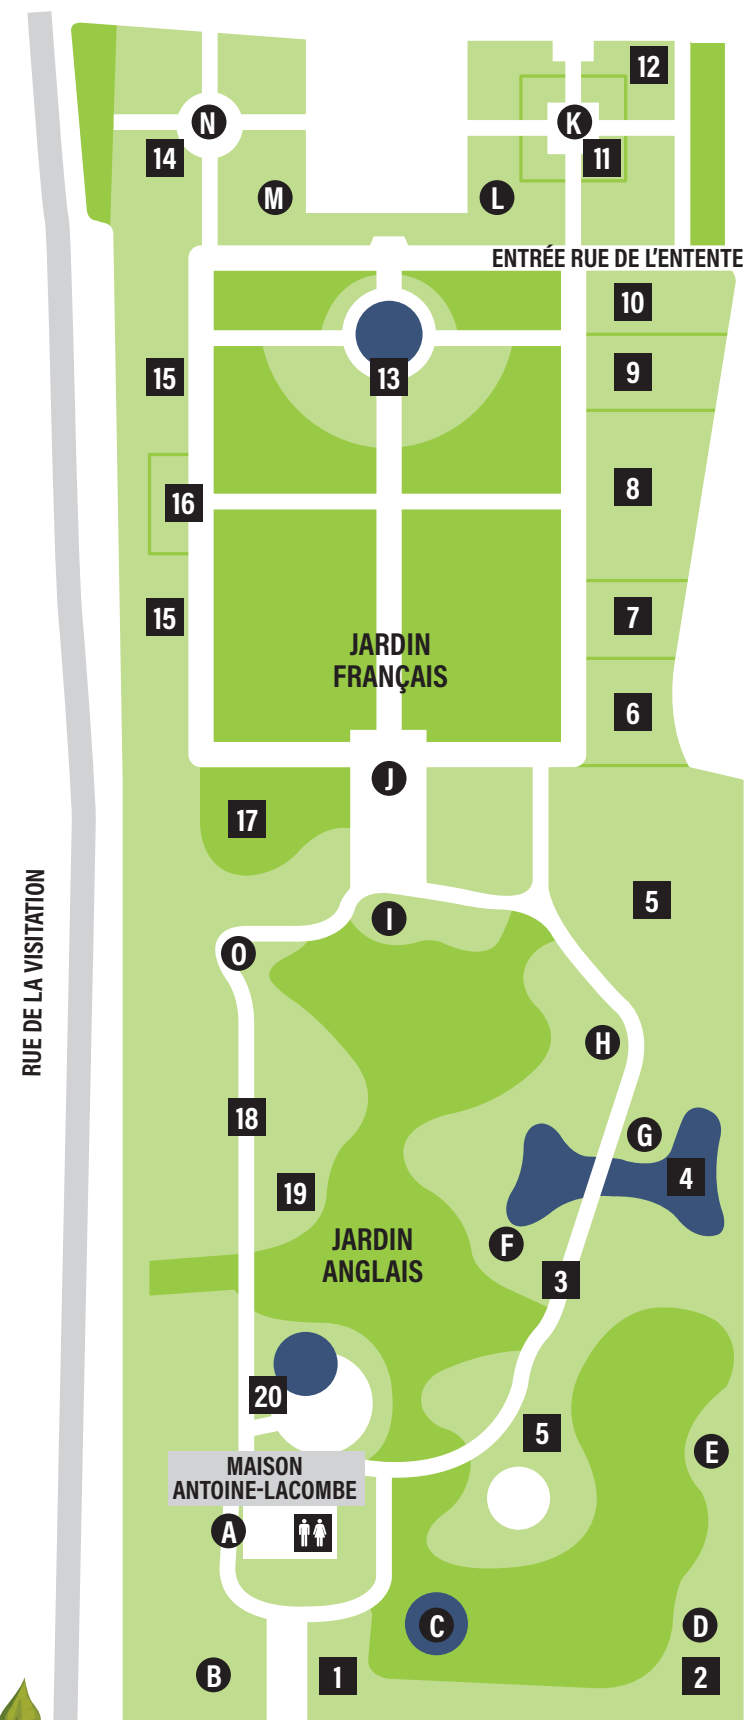 12
N
K
14
11
M
L
ENTRÉE RUE DE L'ENTENTE
10
15
13
9
8
16
15
7
JARDIN
FRANÇAIS
6
J
17
RUE DE LA VISITATION
5
I
O
H
18
G
4
19
JARDIN
ANGLAIS
F
3
20
5
E
MAISON
ANTOINE-LACOMBE
A
C
D
B
1
2